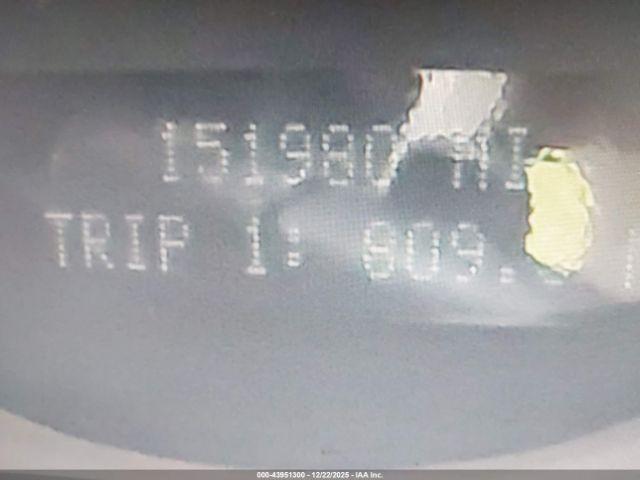 151980 MI
TRIP 1: 809.
000-43951300 - 12/22/2025 - IAA Inc.